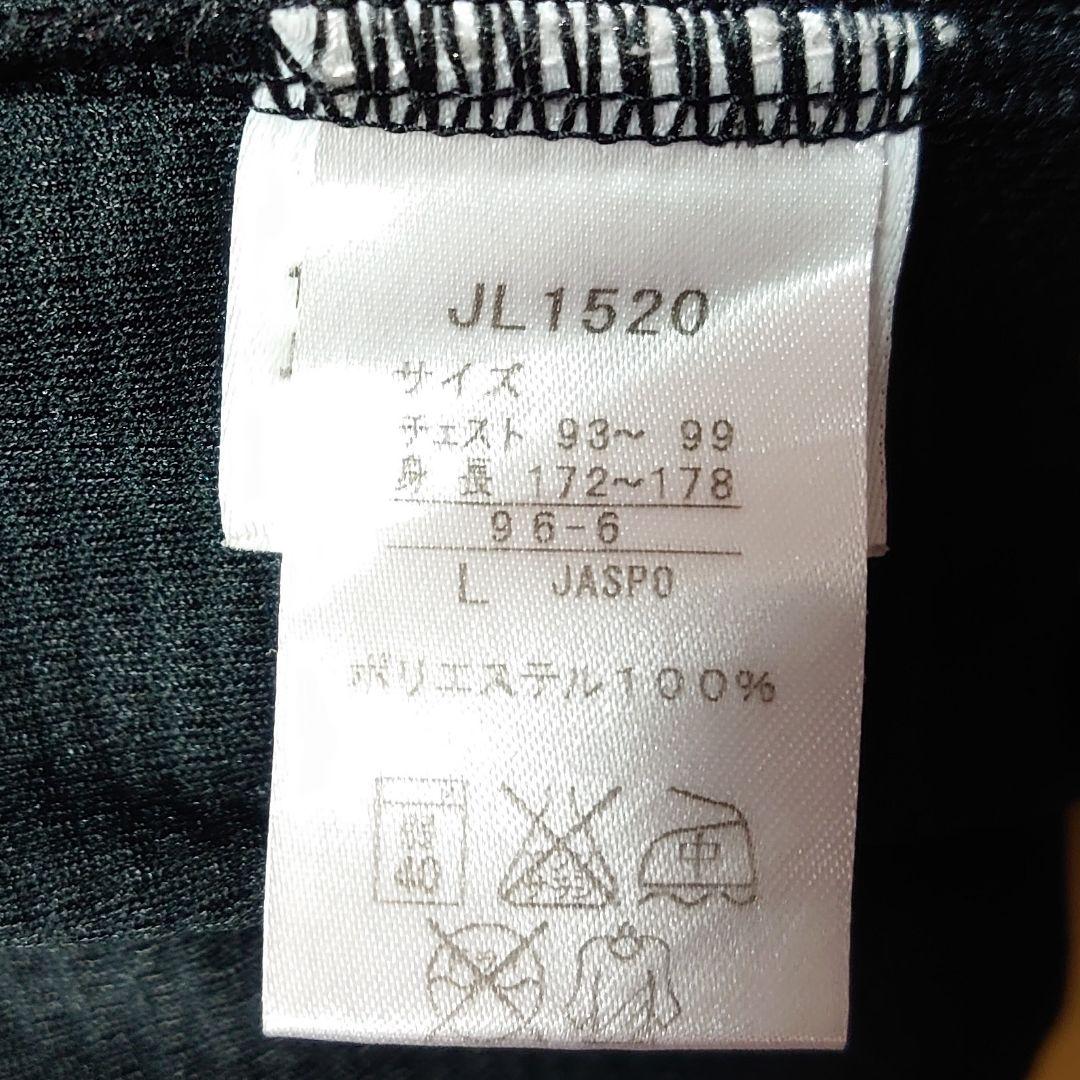 JL1520
サイズ
チェスト 93～ 99
身 長 172～178
96-6
L JASPO
ポリエステル100%
中